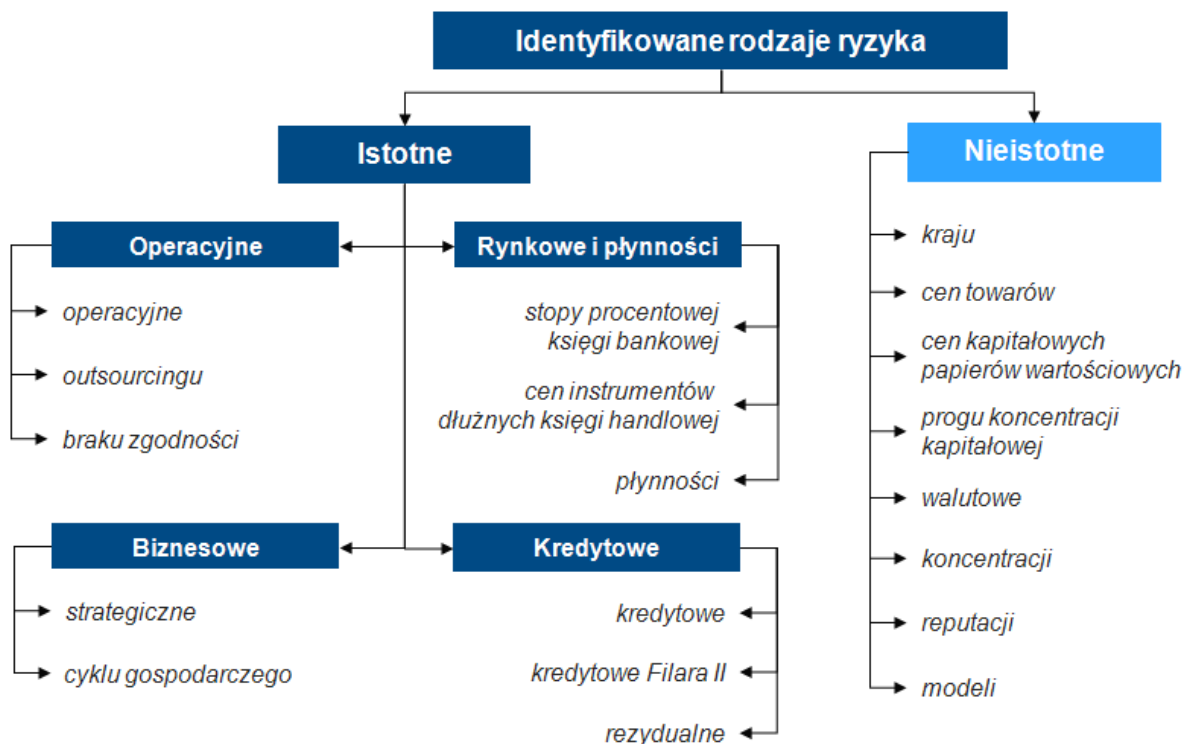 Identyfikowane rodzaje ryzyka
Istotne
Nieistotne
Operacyjne
operacyjne
outsourcingu
braku zgodności
Rynkowe i płynności
stopy procentowej
księgi bankowej
cen instrumentów
dłużnych księgi handlowej
płynności
Biznesowe
strategiczne
cyklu gospodarczego
Kredytowe
kredytowe
kredytowe Filara II
rezydualne
kraju
cen towarów
cen kapitałowych
papierów wartościowych
progu koncentracji
kapitałowej
walutowe
koncentracji
reputacji
modeli